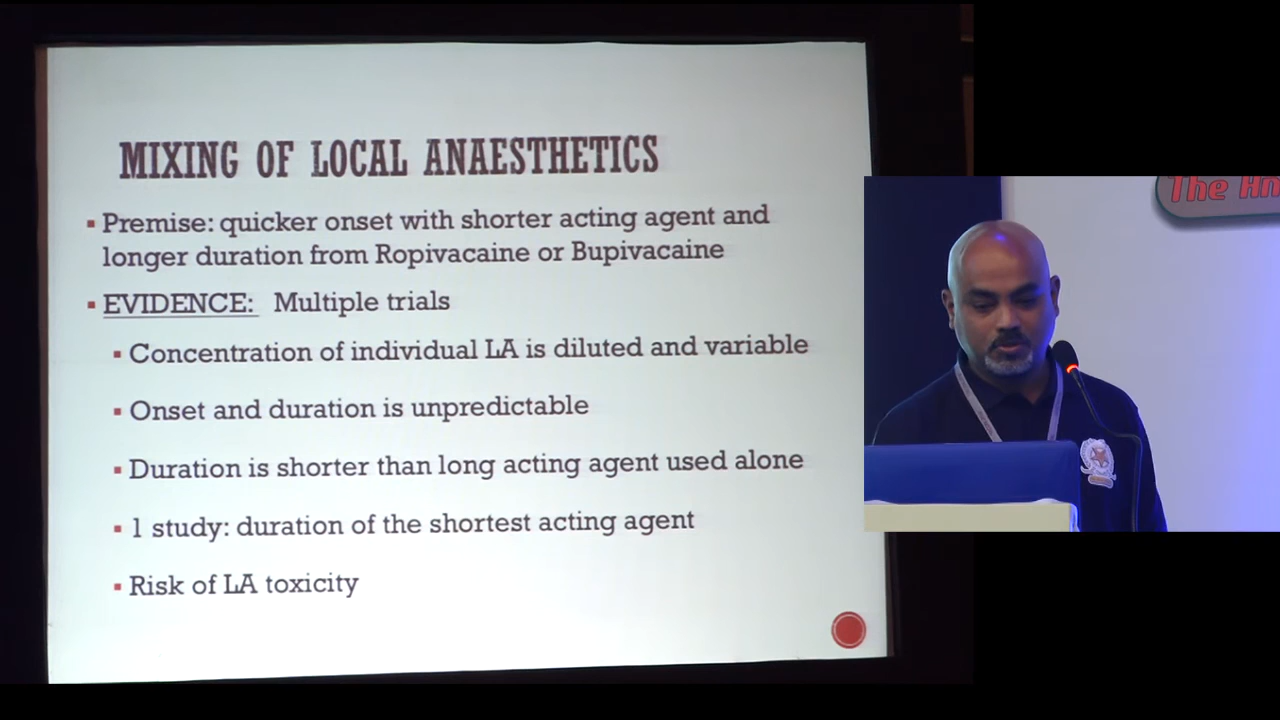 MIXING OF LOCAL ANAESTHETICS
▪ Premise: quicker onset with shorter acting agent and
longer duration from Ropivacaine or Bupivacaine
▪ EVIDENCE: Multiple trials
▪ Concentration of individual LA is diluted and variable
▪ Onset and duration is unpredictable
▪ Duration is shorter than long acting agent used alone
▪ 1 study: duration of the shortest acting agent
▪ Risk of LA toxicity
The